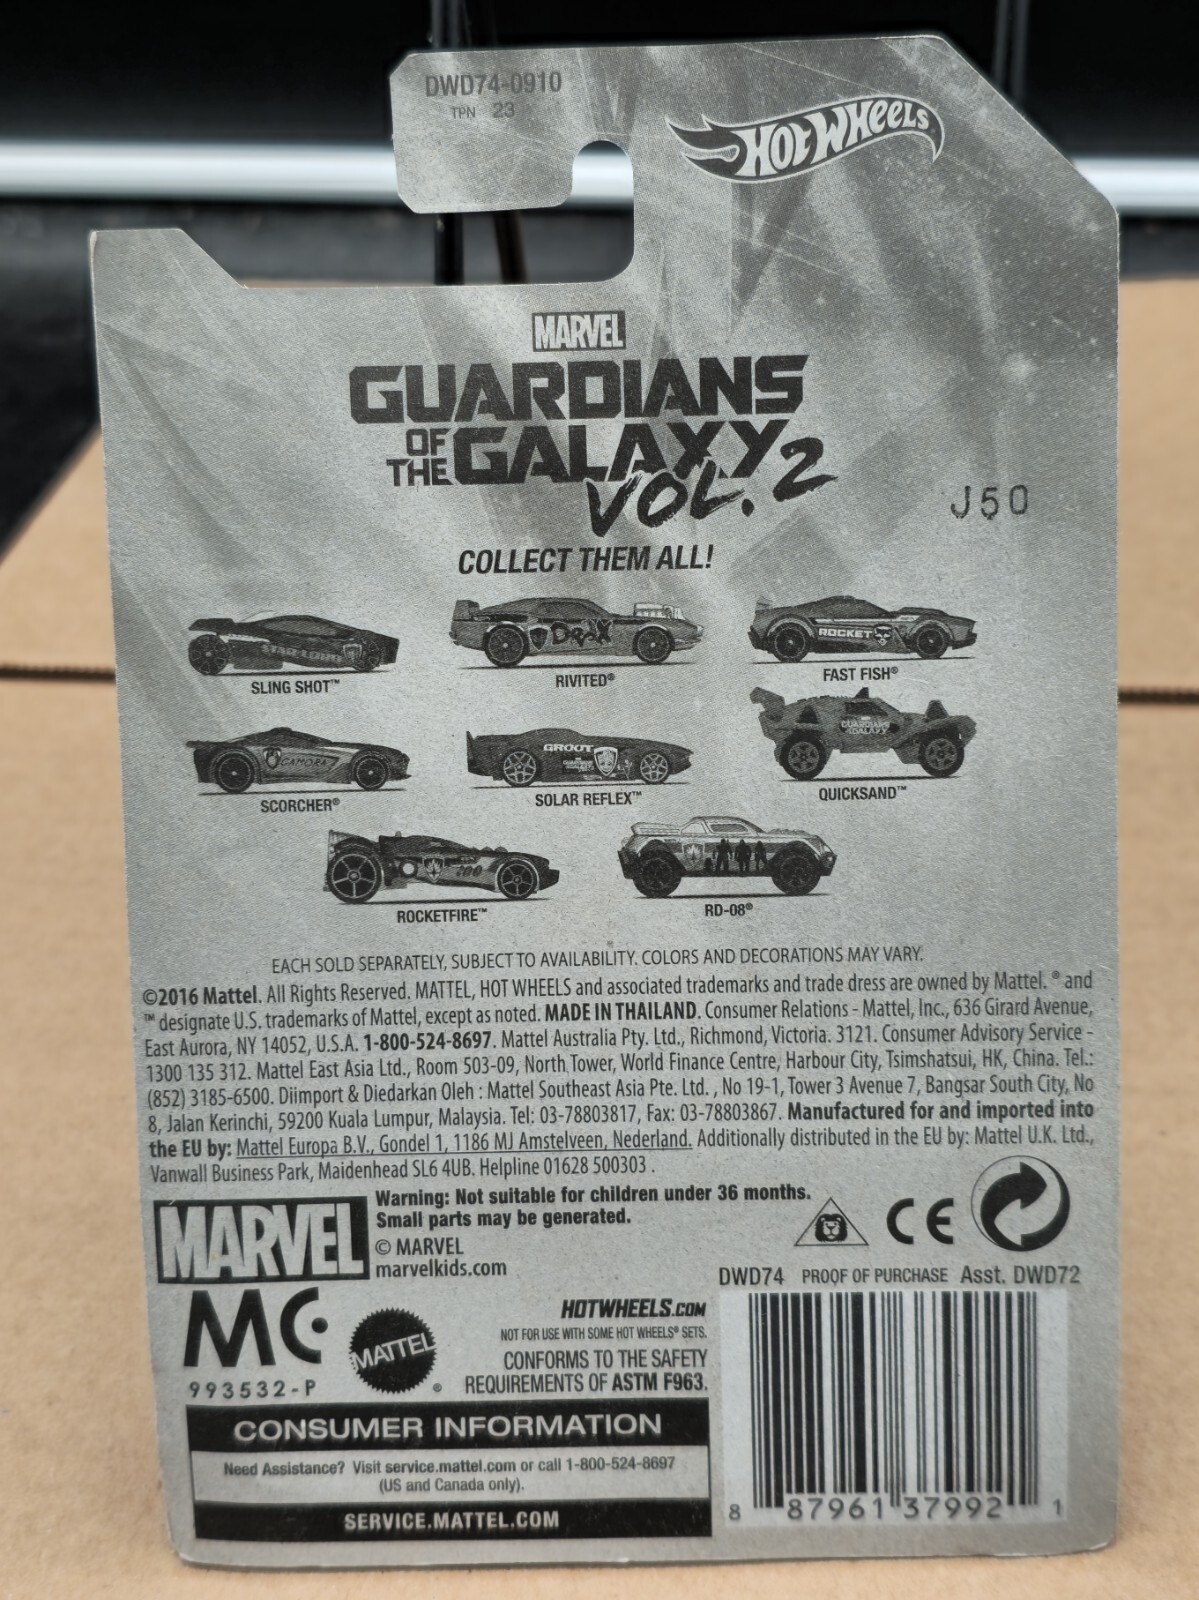 DWD74-0910
TPN 23
HOT WHEELS
MARVEL
GUARDIANS
OF
THE GALAXY
VOL. 2
J50
COLLECT THEM ALL!
STAR-LORD
DRAX
ROCKET
SLING SHOT™
RIVITED®
FAST FISH®
GAMORA
GROOT
GUARDIANS
GALAXY
SCORCHER®
SOLAR REFLEX™
QUICKSAND™
ROCKETFIRE™
RD-08®
EACH SOLD SEPARATELY, SUBJECT TO AVAILABILITY. COLORS AND DECORATIONS MAY VARY.
©2016 Mattel. All Rights Reserved. MATTEL, HOT WHEELS and associated trademarks and trade dress are owned by Mattel. ® and
™ designate U.S. trademarks of Mattel, except as noted. MADE IN THAILAND. Consumer Relations - Mattel, Inc., 636 Girard Avenue,
East Aurora, NY 14052, U.S.A. 1-800-524-8697. Mattel Australia Pty. Ltd., Richmond, Victoria. 3121. Consumer Advisory Service -
1300 135 312. Mattel East Asia Ltd., Room 503-09, North Tower, World Finance Centre, Harbour City, Tsimshatsui, HK, China. Tel.:
(852) 3185-6500. Diimport & Diedarkan Oleh : Mattel Southeast Asia Pte. Ltd. , No 19-1, Tower 3 Avenue 7, Bangsar South City, No
8, Jalan Kerinchi, 59200 Kuala Lumpur, Malaysia. Tel: 03-78803817, Fax: 03-78803867. Manufactured for and imported into
the EU by: Mattel Europa B.V., Gondel 1, 1186 MJ Amstelveen, Nederland. Additionally distributed in the EU by: Mattel U.K. Ltd.,
Vanwall Business Park, Maidenhead SL6 4UB. Helpline 01628 500303 .
MARVEL
Warning: Not suitable for children under 36 months.
Small parts may be generated.
© MARVEL
marvelkids.com
CE
DWD74 PROOF OF PURCHASE Asst. DWD72
MC
993532-P
MATTEL
®
HOTWHEELS.COM
NOT FOR USE WITH SOME HOT WHEELS® SETS.
CONFORMS TO THE SAFETY
REQUIREMENTS OF ASTM F963.
CONSUMER INFORMATION
Need Assistance? Visit service.mattel.com or call 1-800-524-8697
(US and Canada only).
SERVICE.MATTEL.COM
8 87961 37992 1